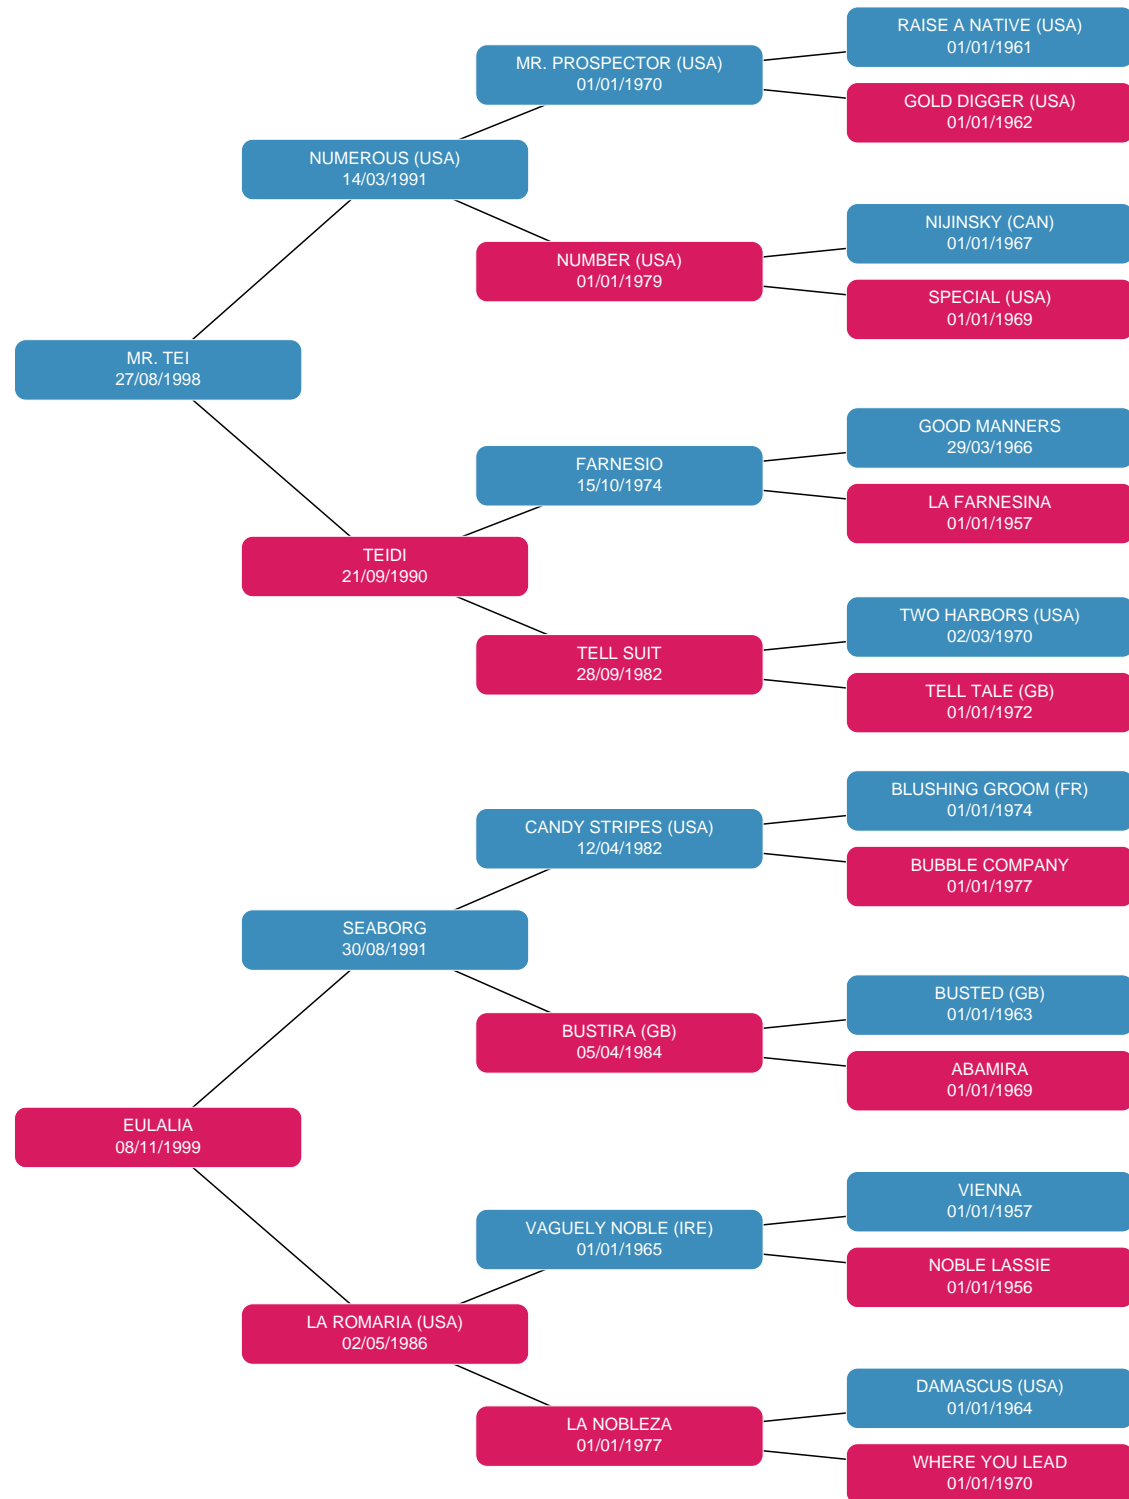 RAISE A NATIVE (USA)
01/01/1961
MR. PROSPECTOR (USA)
01/01/1970
GOLD DIGGER (USA)
01/01/1962
NUMEROUS (USA)
14/03/1991
NIJINSKY (CAN)
01/01/1967
NUMBER (USA)
01/01/1979
SPECIAL (USA)
01/01/1969
MR. TEI
27/08/1998
GOOD MANNERS
29/03/1966
FARNESIO
15/10/1974
LA FARNESINA
01/01/1957
TEIDI
21/09/1990
TWO HARBORS (USA)
02/03/1970
TELL SUIT
28/09/1982
TELL TALE (GB)
01/01/1972
BLUSHING GROOM (FR)
01/01/1974
CANDY STRIPES (USA)
12/04/1982
BUBBLE COMPANY
01/01/1977
SEABORG
30/08/1991
BUSTED (GB)
01/01/1963
BUSTIRA (GB)
05/04/1984
ABAMIRA
01/01/1969
EULALIA
08/11/1999
VIENNA
01/01/1957
VAGUELY NOBLE (IRE)
01/01/1965
NOBLE LASSIE
01/01/1956
LA ROMARIA (USA)
02/05/1986
DAMASCUS (USA)
01/01/1964
LA NOBLEZA
01/01/1977
WHERE YOU LEAD
01/01/1970